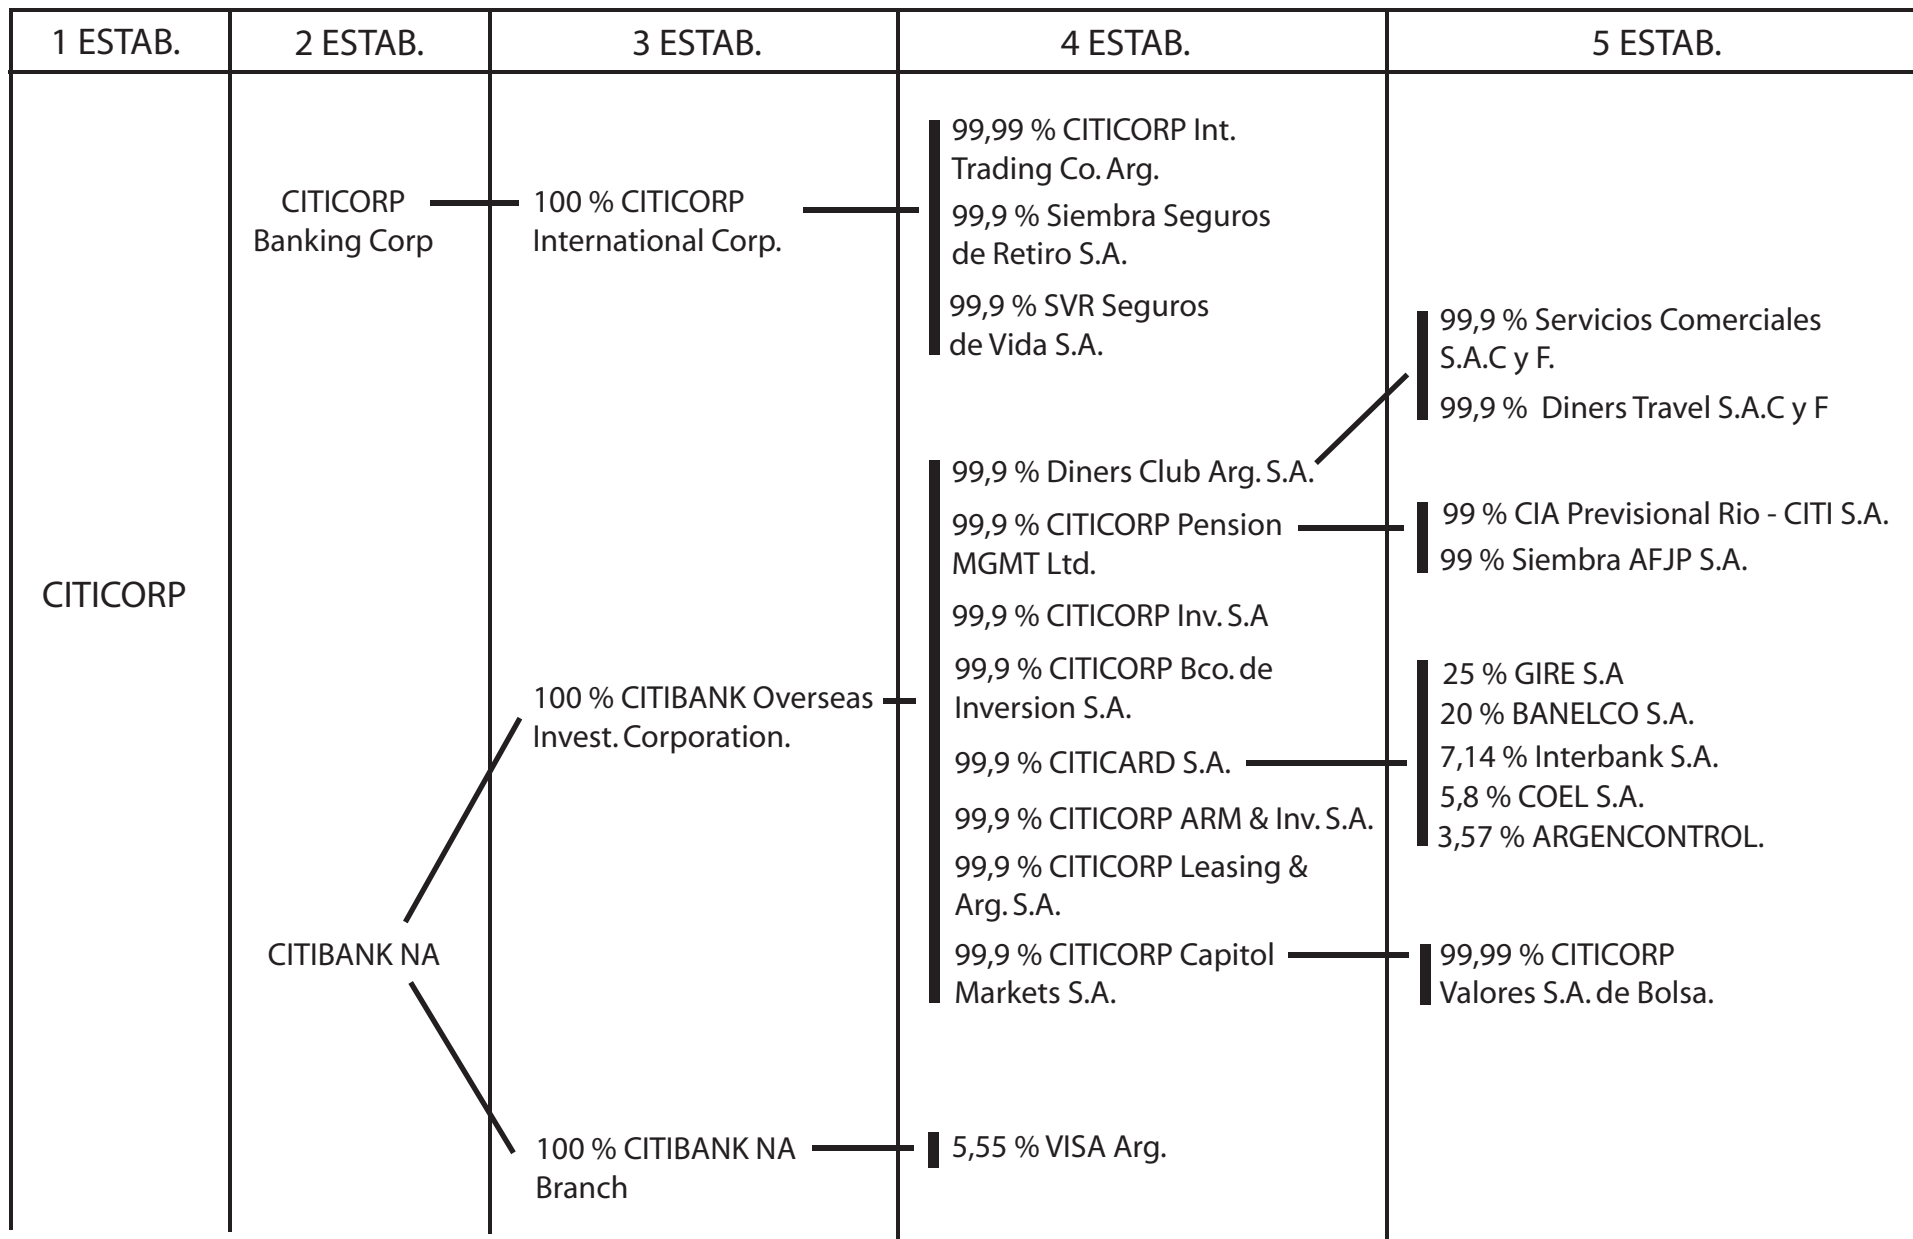 1 ESTAB.
2 ESTAB.
3 ESTAB.
4 ESTAB.
5 ESTAB.
CITICORP
CITICORP
Banking Corp
CITIBANK NA
100 % CITICORP
International Corp.
100 % CITIBANK Overseas
Invest. Corporation.
100 % CITIBANK NA
Branch
99,99 % CITICORP Int.
Trading Co. Arg.
99,9 % Siembra Seguros
de Retiro S.A.
99,9 % SVR Seguros
de Vida S.A.
99,9 % Diners Club Arg. S.A.
99,9 % CITICORP Pension
MGMT Ltd.
99,9 % CITICORP Inv. S.A
99,9 % CITICORP Bco. de
Inversion S.A.
99,9 % CITICARD S.A.
99,9 % CITICORP ARM & Inv. S.A.
99,9 % CITICORP Leasing &
Arg. S.A.
99,9 % CITICORP Capitol
Markets S.A.
5,55 % VISA Arg.
99,9 % Servicios Comerciales
S.A.C y F.
99,9 % Diners Travel S.A.C y F
99 % CIA Previsional Rio - CITI S.A.
99 % Siembra AFJP S.A.
25 % GIRE S.A
20 % BANELCO S.A.
7,14 % Interbank S.A.
5,8 % COEL S.A.
3,57 % ARGENCONTROL.
99,99 % CITICORP
Valores S.A. de Bolsa.